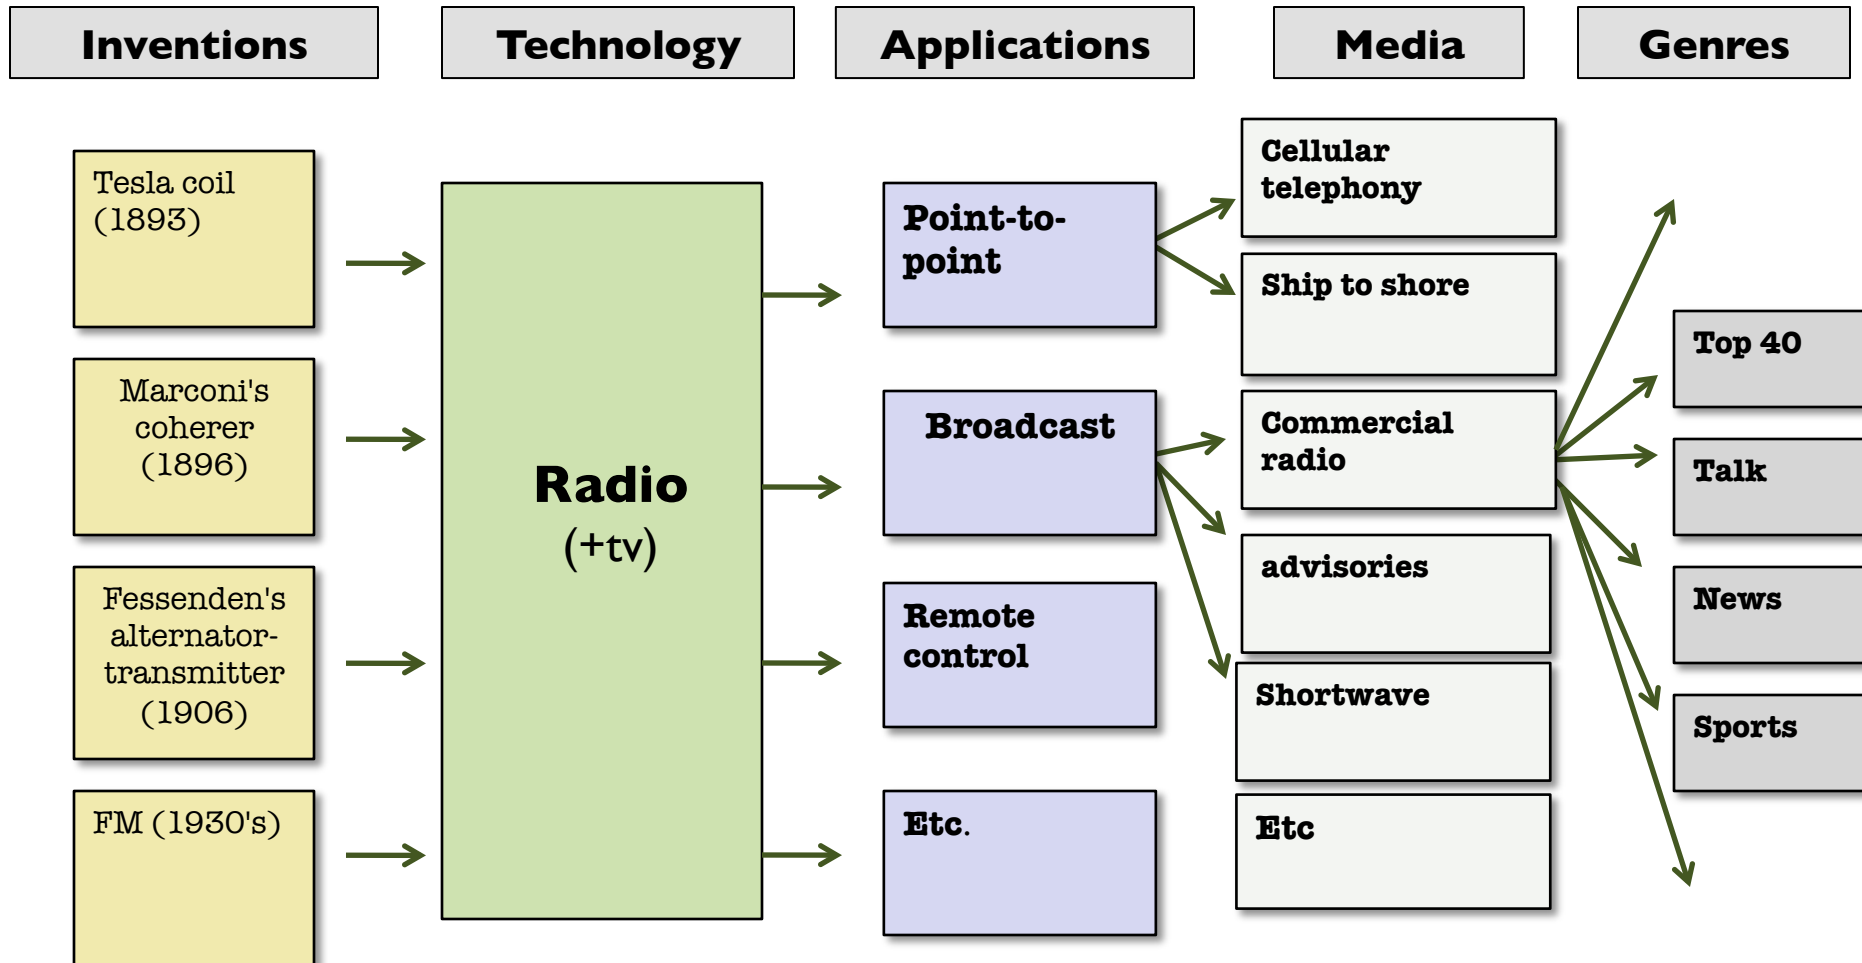 Inventions
Technology
Applications
Media
Genres
Tesla coil
(1893)
Marconi's
coherer
(1896)
Fessenden's
alternator-
transmitter
(1906)
FM (1930's)
Radio
(+tv)
Point-to-
point
Broadcast
Remote
control
Etc.
Cellular
telephony
Ship to shore
Commercial
radio
advisories
Shortwave
Etc
Top 40
Talk
News
Sports